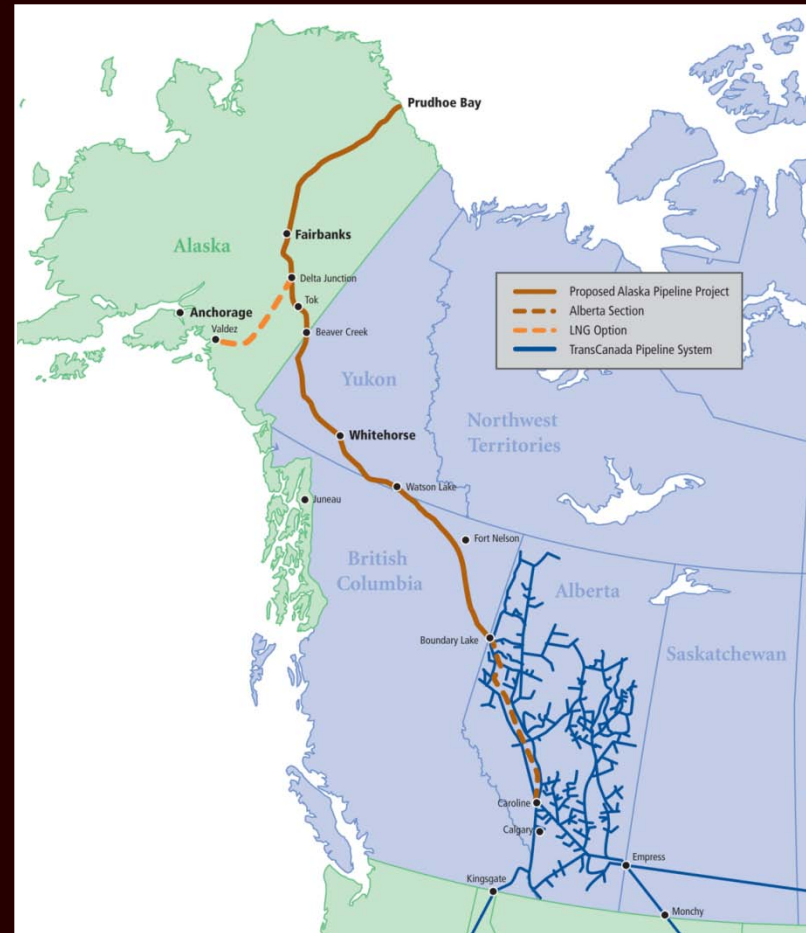 Prudhoe Bay
Fairbanks
Alaska
Delta Junction
Tok
Anchorage
Valdez
Beaver Creek
Proposed Alaska Pipeline Project
Alberta Section
LNG Option
TransCanada Pipeline System
Yukon
Northwest
Territories
Whitehorse
Watson Lake
Juneau
Fort Nelson
British
Columbia
Alberta
Boundary Lake
Saskatchewan
Caroline
Calgary
Empress
Kingsgate
Monchy